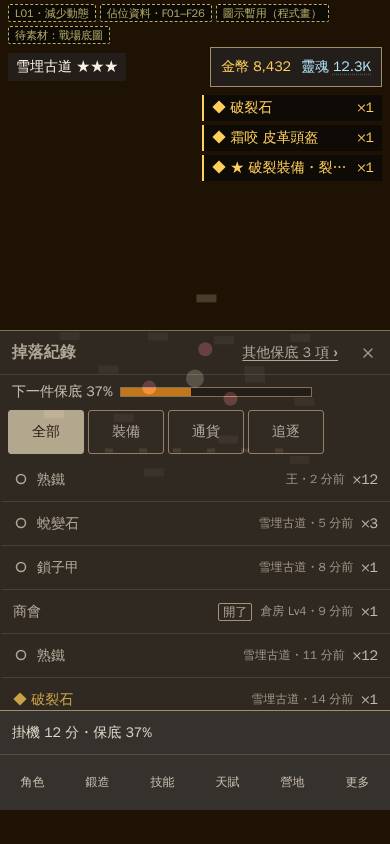 L01・減少動態 佔位資料・F01–F26 圖示暫用（程式畫）
待素材：戰場底圖
雪埋古道 ★★★
金幣 8,432 靈魂 12.3K
◆ 破裂石 ×1
◆ 霜咬 皮革頭盔 ×1
◆ ★ 破裂裝備・裂… ×1
掉落紀錄 其他保底 3 項 › ×
下一件保底 37%
全部 裝備 通貨 追逐
熟鐵 王・2 分前 ×12
蛻變石 雪埋古道・5 分前 ×3
鎖子甲 雪埋古道・8 分前 ×1
商會 開了 倉房 Lv4・9 分前 ×1
熟鐵 雪埋古道・11 分前 ×12
◆ 破裂石 雪埋古道・14 分前 ×1
掛機 12 分・保底 37%
角色 鍛造 技能 天賦 營地 更多